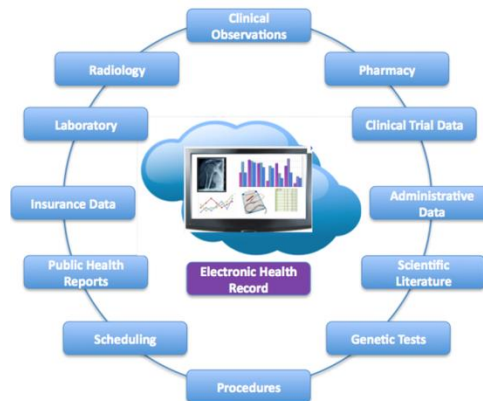 Clinical
Observations
Radiology
Pharmacy
Laboratory
Clinical Trial Data
Insurance Data
Administrative
Data
Public Health
Reports
Electronic Health
Record
Scientific
Literature
Scheduling
Genetic Tests
Procedures